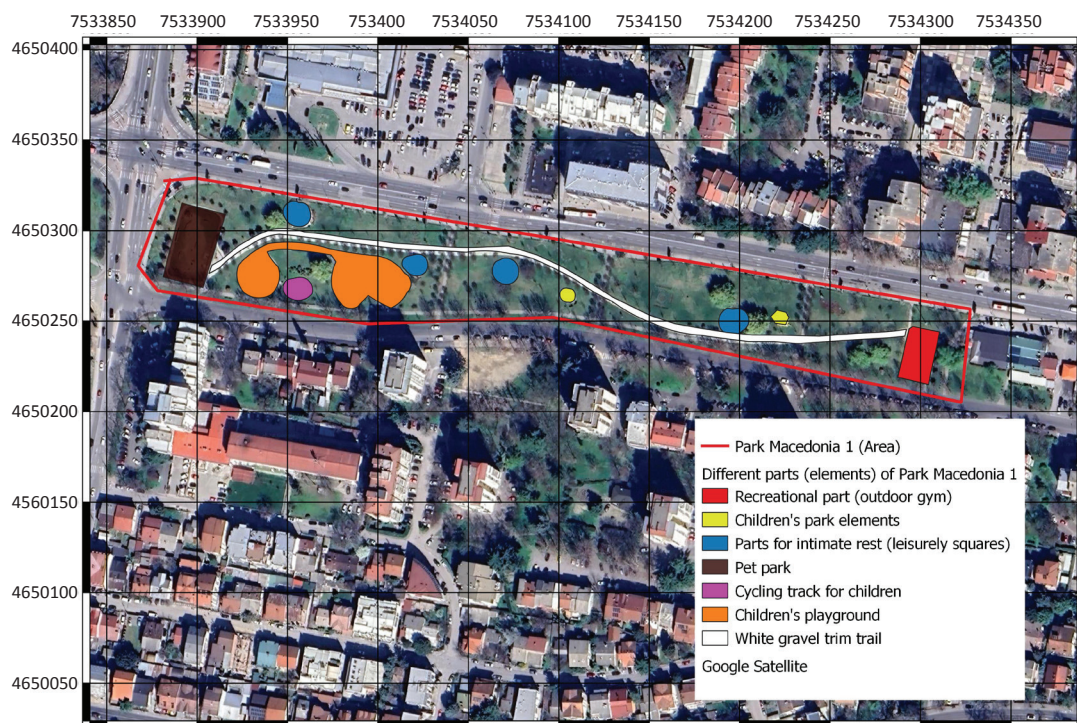 7533850 7533900 7533950 7534000 7534050 7534100 7534150 7534200 7534250 7534300 7534350
4650400
4650350
4650300
4650250
4650200
4560150
4650100
4650050
Park Macedonia 1 (Area)
Different parts (elements) of Park Macedonia 1
Recreational part (outdoor gym)
Children's park elements
Parts for intimate rest (leisurely squares)
Pet park
Cycling track for children
Children's playground
White gravel trim trail
Google Satellite